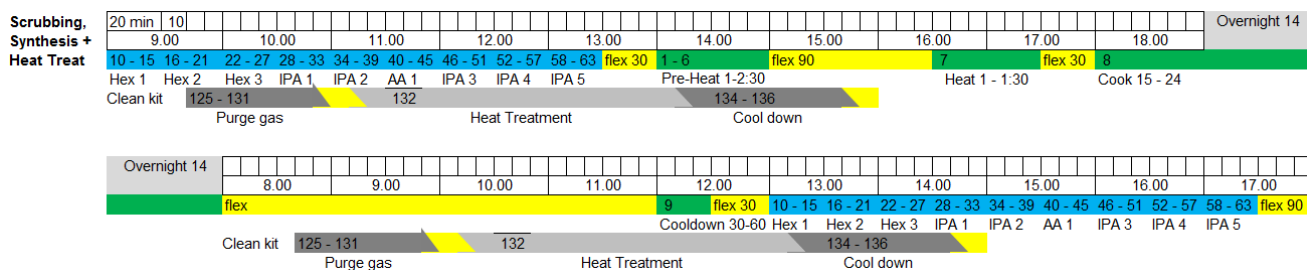 Scrubbing, 20 min 10 Overnight 14
Synthesis + 9.00 10.00 11.00 12.00 13.00 14.00 15.00 16.00 17.00 18.00
Heat Treat 10 - 15 16 - 21 22 - 27 28 - 33 34 - 39 40 - 45 46 - 51 52 - 57 58 - 63 flex 30 1 - 6 flex 90 7 flex 30 8
Hex 1 Hex 2 Hex 3 IPA 1 IPA 2 AA 1 IPA 3 IPA 4 IPA 5 Pre-Heat 1-2:30 Heat 1 - 1:30 Cook 15 - 24
Clean kit 125 - 131 132 134 - 136
Purge gas Heat Treatment Cool down
Overnight 14
8.00 9.00 10.00 11.00 12.00 13.00 14.00 15.00 16.00 17.00
flex 9 flex 30 10 - 15 16 - 21 22 - 27 28 - 33 34 - 39 40 - 45 46 - 51 52 - 57 58 - 63 flex 90
Cooldown 30-60 Hex 1 Hex 2 Hex 3 IPA 1 IPA 2 AA 1 IPA 3 IPA 4 IPA 5
Clean kit 125 - 131 132 134 - 136
Purge gas Heat Treatment Cool down